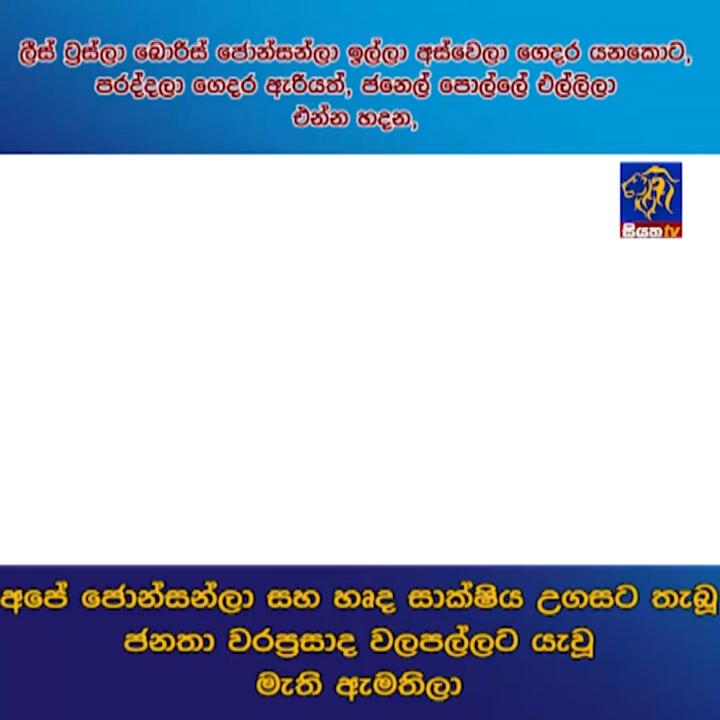 ලීස් ට්‍රස්ලා බොරිස් ජොන්සන්ලා ඉල්ලා අස්වෙලා ගෙදර යනකොට,
පරද්දලා ගෙදර ඇරියත්, ජනෙල් පොල්ලේ එල්ලිලා
එන්න හදන,
සියත tv
අපේ ජොන්සන්ලා සහ හෘද සාක්ෂිය උගසට තැබූ
ජනතා වරප්‍රසාද වලපල්ලට යැවූ
මැති ඇමතිලා